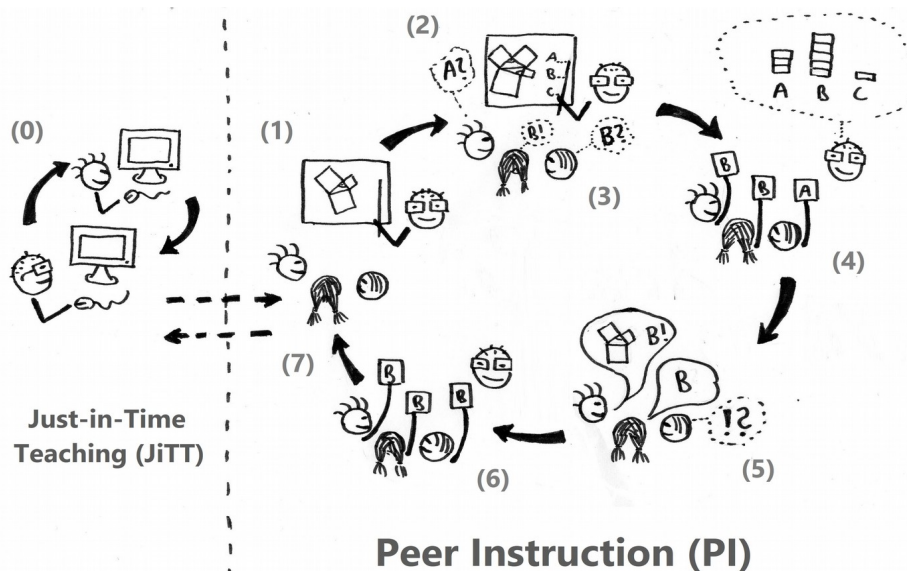 (0)
Just-in-Time
Teaching (JiTT)
(1)
(2)
A?
A
B
C
B!
B?
(3)
A B C
B
B
A
(4)
B!
B
!?
(5)
B
B
B
(6)
(7)
Peer Instruction (PI)